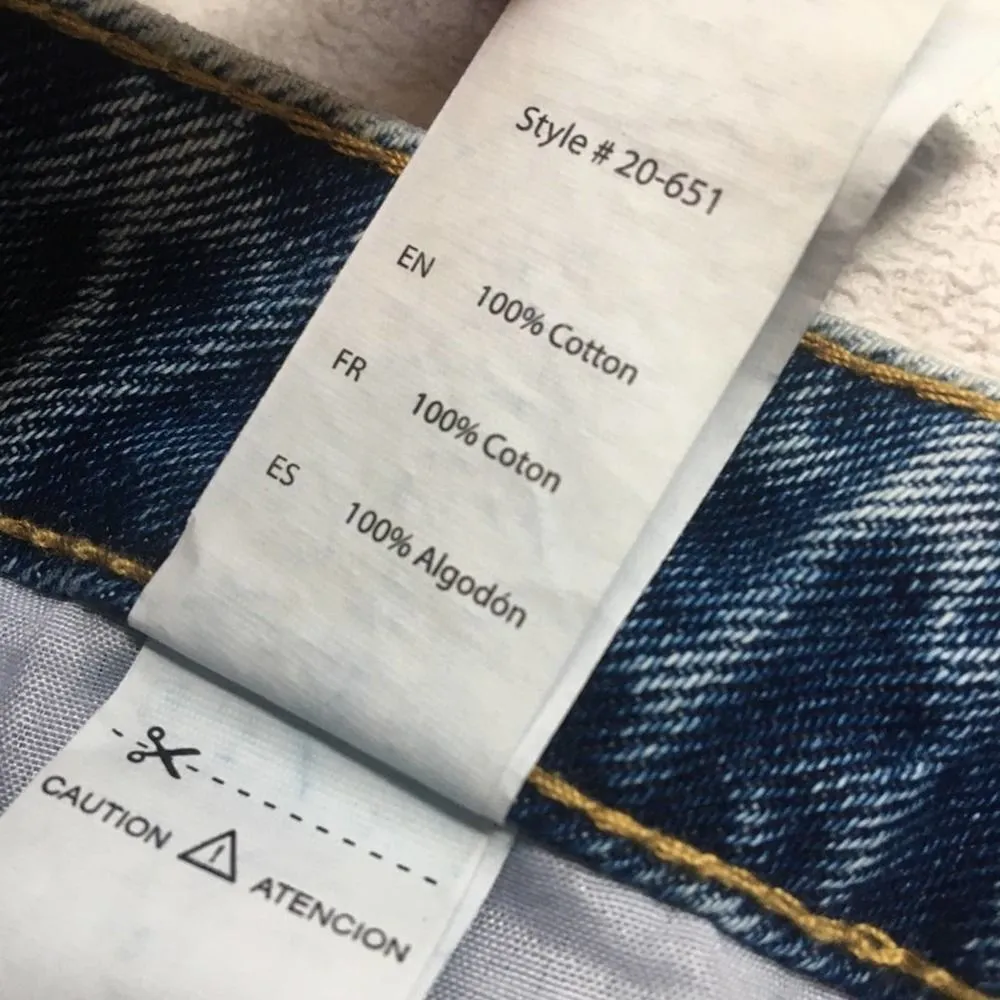 Style # 20-651
EN 100% Cotton
FR 100% Coton
ES 100% Algodón
CAUTION ATENCION